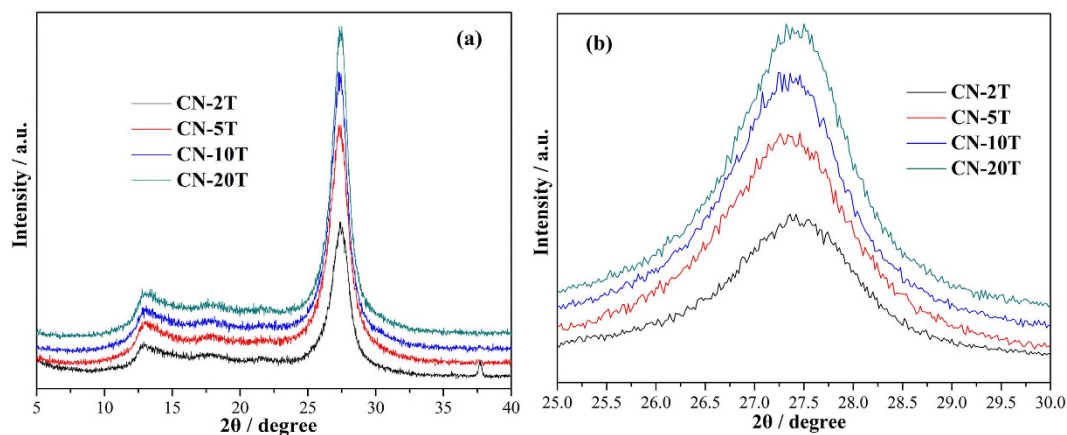 (a)
CN-2T
CN-5T
CN-10T
CN-20T
Intensity / a.u.
5 10 15 20 25 30 35 40
2θ / degree
(b)
CN-2T
CN-5T
CN-10T
CN-20T
Intensity / a.u.
25.0 25.5 26.0 26.5 27.0 27.5 28.0 28.5 29.0 29.5 30.0
2θ / degree